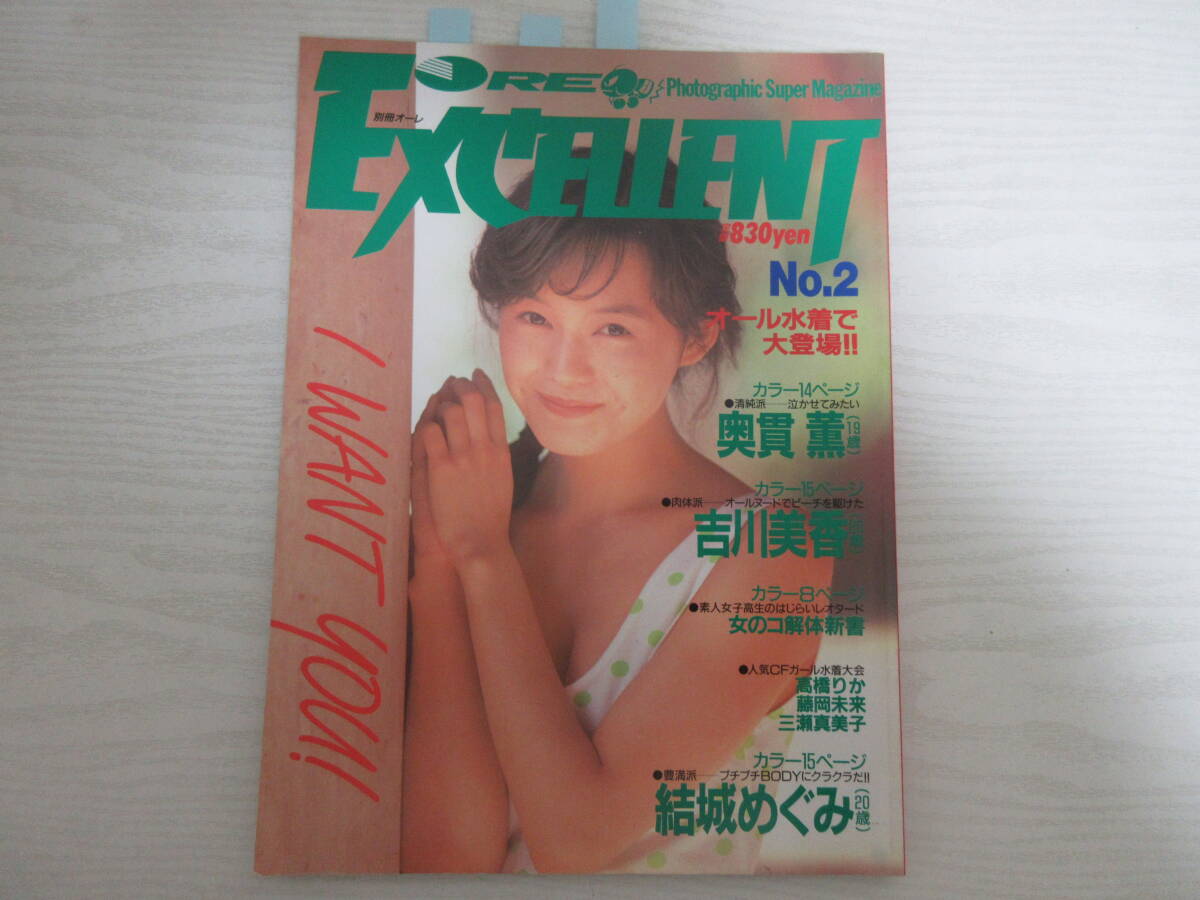 ORE
Photographic Super Magazine
別冊オーレ
EXCELLENT
830yen
No.2
オール水着で
大登場!!
I WANT YOU!
カラー14ページ
●清純派——泣かせてみたい
奥貫 薫(19歳)
カラー15ページ
●肉体派——オールヌードでビーチを駆けた
吉川美香
カラー8ページ
●素人女子高生のはじらいレオタード
女のコ解体新書
●人気CFガール水着大会
高橋りか
藤岡未来
三瀬真美子
カラー15ページ
●豊満派——プチプチBODYにクラクラだ!!
結城めぐみ(20歳)